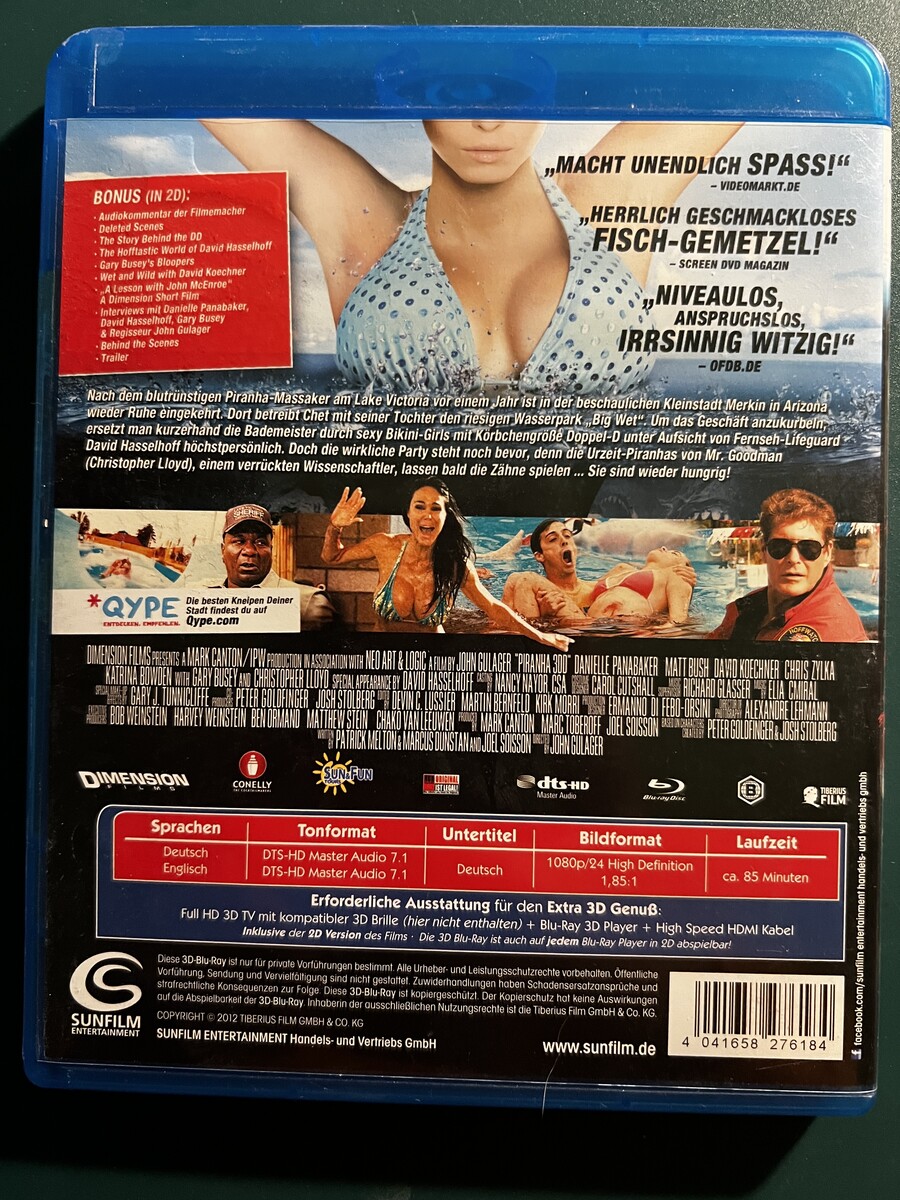 BONUS (IN 2D):
· Audiokommentar der Filmemacher
· Deleted Scenes
· The Story Behind the DD
· The Hofftastic World of David Hasselhoff
· Gary Busey's Bloopers
· Wet and Wild with David Koechner
· „A Lesson with John McEnroe“
A Dimension Short Film
· Interviews mit Danielle Panabaker,
David Hasselhoff, Gary Busey
& Regisseur John Gulager
· Behind the Scenes
· Trailer
„MACHT UNENDLICH SPASS!“
– VIDEOMARKT.DE
„HERRLICH GESCHMACKLOSES
FISCH-GEMETZEL!“
– SCREEN DVD MAGAZIN
„NIVEAULOS,
ANSPRUCHSLOS,
IRRSINNIG WITZIG!“
– OFDB.DE
Nach dem blutrünstigen Piranha-Massaker am Lake Victoria vor einem Jahr ist in der beschaulichen Kleinstadt Merkin in Arizona
wieder Ruhe eingekehrt. Dort betreibt Chet mit seiner Tochter den riesigen Wasserpark „Big Wet“. Um das Geschäft anzukurbeln,
ersetzt man kurzerhand die Bademeister durch sexy Bikini-Girls mit Körbchengröße Doppel-D unter Aufsicht von Fernseh-Lifeguard
David Hasselhoff höchstpersönlich. Doch die wirkliche Party steht noch bevor, denn die Urzeit-Piranhas von Mr. Goodman
(Christopher Lloyd), einem verrückten Wissenschaftler, lassen bald die Zähne spielen ... Sie sind wieder hungrig!
SHERIFF
*QYPE
ENTDECKEN. EMPFEHLEN.
Die besten Kneipen Deiner
Stadt findest du auf
Qype.com
DIMENSION FILMS PRESENTS A MARK CANTON/IPW PRODUCTION IN ASSOCIATION WITH NEO ART & LOGIC A FILM BY JOHN GULAGER "PIRANHA 3DD" DANIELLE PANABAKER MATT BUSH DAVID KOECHNER CHRIS ZYLKA
KATRINA BOWDEN WITH GARY BUSEY AND CHRISTOPHER LLOYD SPECIAL APPEARANCE BY DAVID HASSELHOFF CASTING BY NANCY NAYOR, CSA CAROL CUTSHALL RICHARD GLASSER ELIA CMIRAL
GARY J. TUNNICLIFFE PETER GOLDFINGER JOSH STOLBERG DEVIN C. LUSSIER MARTIN BERNFELD KIRK MORRI ERMANNO DI FEBO-ORSINI ALEXANDRE LEHMANN
BOB WEINSTEIN HARVEY WEINSTEIN BEN ORMAND MATTHEW STEIN CHAKO VAN LEEUWEN PRODUCED BY MARK CANTON MARC TOBEROFF JOEL SOISSON BASED ON CHARACTERS CREATED BY PETER GOLDFINGER & JOSH STOLBERG
WRITTEN BY PATRICK MELTON & MARCUS DUNSTAN AND JOEL SOISSON DIRECTED BY JOHN GULAGER
DIMENSION
FILMS
CONELLY
SUN&FUN
ORIGINAL
IST LEGAL!
dts-HD
Master Audio
Blu-ray Disc
B
TIBERIUS
FILM
Sprachen Tonformat Untertitel Bildformat Laufzeit
Deutsch DTS-HD Master Audio 7.1 Deutsch 1080p/24 High Definition ca. 85 Minuten
Englisch DTS-HD Master Audio 7.1 1,85:1
Erforderliche Ausstattung für den Extra 3D Genuß:
Full HD 3D TV mit kompatibler 3D Brille (hier nicht enthalten) + Blu-Ray 3D Player + High Speed HDMI Kabel
Inklusive der 2D Version des Films · Die 3D Blu-Ray ist auch auf jedem Blu-Ray Player in 2D abspielbar!
SUNFILM
ENTERTAINMENT
Diese 3D-Blu-Ray ist nur für private Vorführungen bestimmt. Alle Urheber- und Leistungsschutzrechte vorbehalten. Öffentliche
Vorführung, Sendung und Vervielfältigung sind nicht gestattet. Zuwiderhandlungen haben Schadensersatzansprüche und
strafrechtliche Konsequenzen zur Folge. Diese 3D-Blu-Ray ist kopiergeschützt. Der Kopierschutz hat keine Auswirkungen
auf die Abspielbarkeit der 3D-Blu-Ray. Inhaberin der ausschließlichen Nutzungsrechte ist die Tiberius Film GmbH & Co. KG.
COPYRIGHT © 2012 TIBERIUS FILM GMBH & CO. KG
SUNFILM ENTERTAINMENT Handels- und Vertriebs GmbH
www.sunfilm.de
4 041658 276184
facebook.com/sunfilm entertainment handels- und vertriebs gmbh